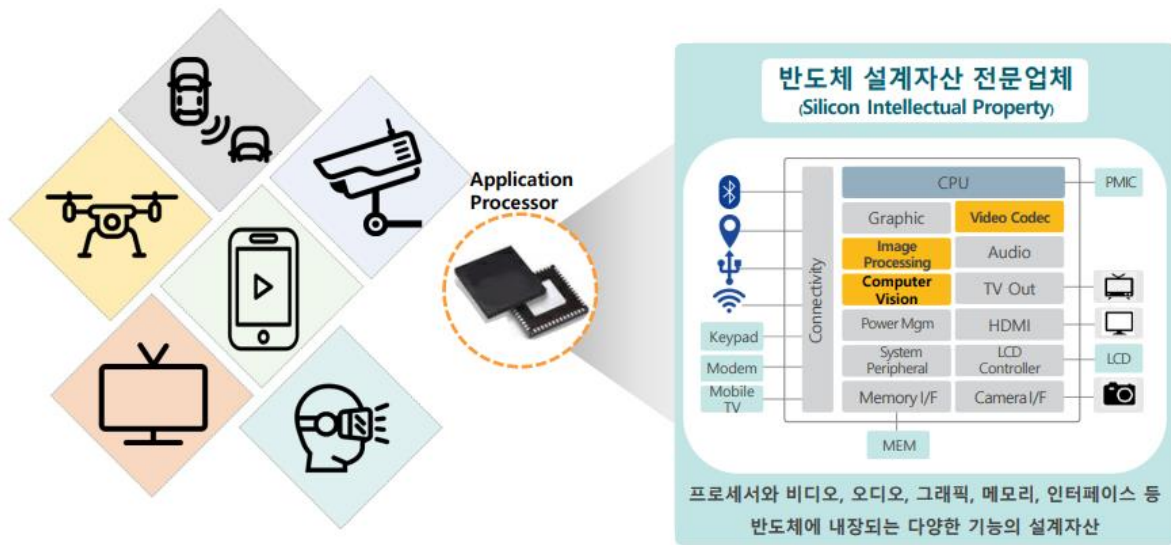 반도체 설계자산 전문업체
(Silicon Intellectual Property)
Application
Processor
Connectivity
CPU
PMIC
Graphic
Video Codec
Image
Processing
Audio
Computer
Vision
TV Out
Power Mgm
HDMI
Keypad
System
Peripheral
LCD
Controller
LCD
Modem
Mobile
TV
Memory I/F
Camera I/F
MEM
프로세서와 비디오, 오디오, 그래픽, 메모리, 인터페이스 등
반도체에 내장되는 다양한 기능의 설계자산